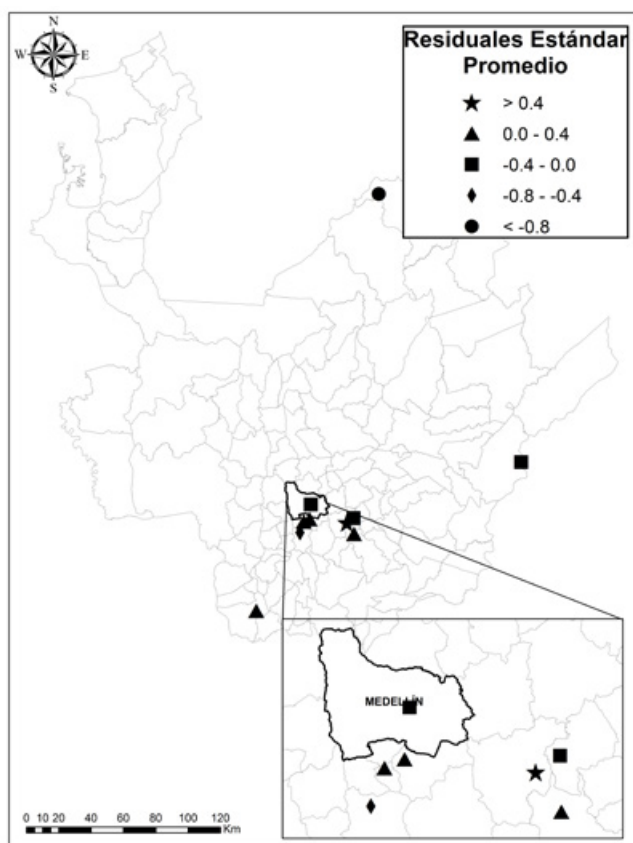 N
W E
S
Residuales Estándar
Promedio
> 0.4
0.0 - 0.4
-0.4 - 0.0
-0.8 - -0.4
< -0.8
MEDELLÍN
0 10 20 40 60 80 100 120
Km